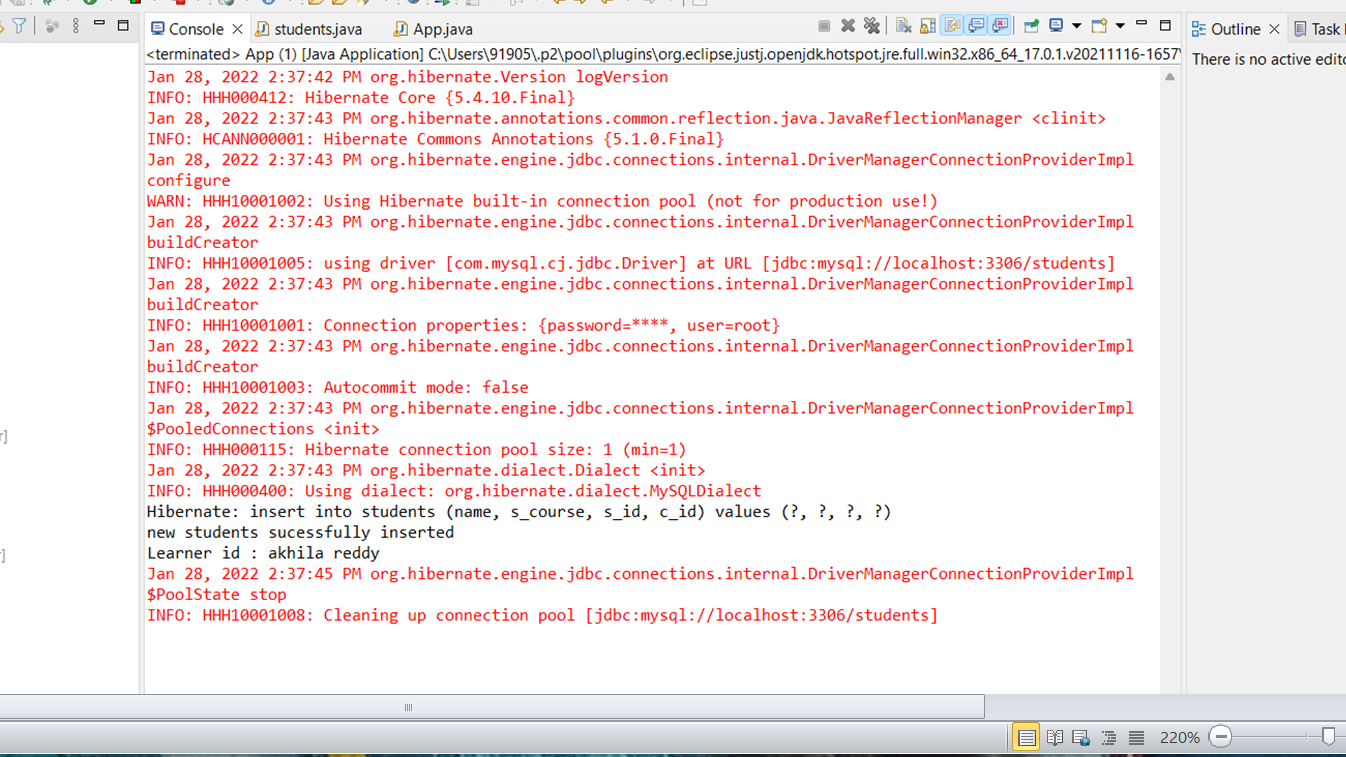 Console
students.java
App.java
Outline
Task
<terminated> App (1) [Java Application] C:\Users\91905\.p2\pool\plugins\org.eclipse.justj.openjdk.hotspot.jre.full.win32.x86_64_17.0.1.v20211116-1657\
There is no active edito
Jan 28, 2022 2:37:42 PM org.hibernate.Version logVersion
INFO: HHH000412: Hibernate Core {5.4.10.Final}
Jan 28, 2022 2:37:43 PM org.hibernate.annotations.common.reflection.java.JavaReflectionManager <clinit>
INFO: HCANN000001: Hibernate Commons Annotations {5.1.0.Final}
Jan 28, 2022 2:37:43 PM org.hibernate.engine.jdbc.connections.internal.DriverManagerConnectionProviderImpl
configure
WARN: HHH10001002: Using Hibernate built-in connection pool (not for production use!)
Jan 28, 2022 2:37:43 PM org.hibernate.engine.jdbc.connections.internal.DriverManagerConnectionProviderImpl
buildCreator
INFO: HHH10001005: using driver [com.mysql.cj.jdbc.Driver] at URL [jdbc:mysql://localhost:3306/students]
Jan 28, 2022 2:37:43 PM org.hibernate.engine.jdbc.connections.internal.DriverManagerConnectionProviderImpl
buildCreator
INFO: HHH10001001: Connection properties: {password=****, user=root}
Jan 28, 2022 2:37:43 PM org.hibernate.engine.jdbc.connections.internal.DriverManagerConnectionProviderImpl
buildCreator
INFO: HHH10001003: Autocommit mode: false
Jan 28, 2022 2:37:43 PM org.hibernate.engine.jdbc.connections.internal.DriverManagerConnectionProviderImpl
$PooledConnections <init>
INFO: HHH000115: Hibernate connection pool size: 1 (min=1)
Jan 28, 2022 2:37:43 PM org.hibernate.dialect.Dialect <init>
INFO: HHH000400: Using dialect: org.hibernate.dialect.MySQLDialect
Hibernate: insert into students (name, s_course, s_id, c_id) values (?, ?, ?, ?)
new students sucessfully inserted
Learner id : akhila reddy
Jan 28, 2022 2:37:45 PM org.hibernate.engine.jdbc.connections.internal.DriverManagerConnectionProviderImpl
$PoolState stop
INFO: HHH10001008: Cleaning up connection pool [jdbc:mysql://localhost:3306/students]
r]
r]
220%